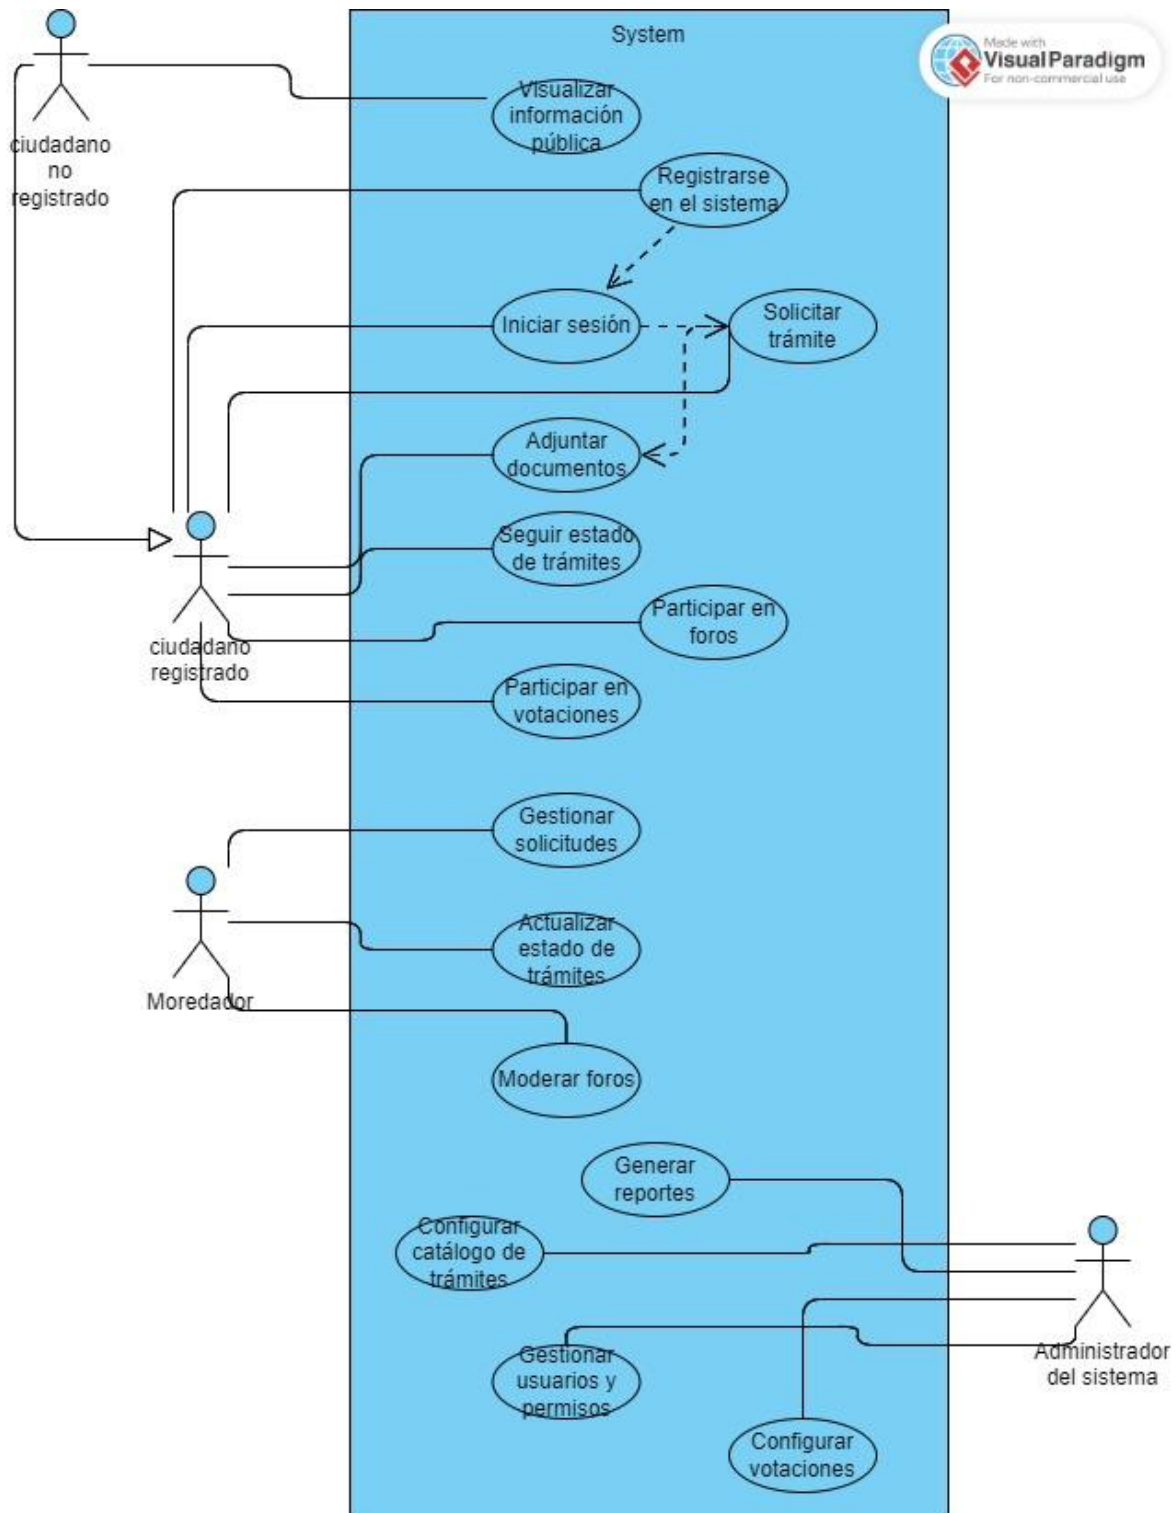 System
Made with
Visual Paradigm
For non-commercial use
ciudadano
no
registrado
Visualizar
información
pública
Registrarse
en el sistema
Iniciar sesión
Solicitar
trámite
Adjuntar
documentos
Seguir estado
de trámites
ciudadano
registrado
Participar en
foros
Participar en
votaciones
Gestionar
solicitudes
Moredador
Actualizar
estado de
trámites
Moderar foros
Generar
reportes
Configurar
catálogo de
trámites
Administrador
del sistema
Gestionar
usuarios y
permisos
Configurar
votaciones